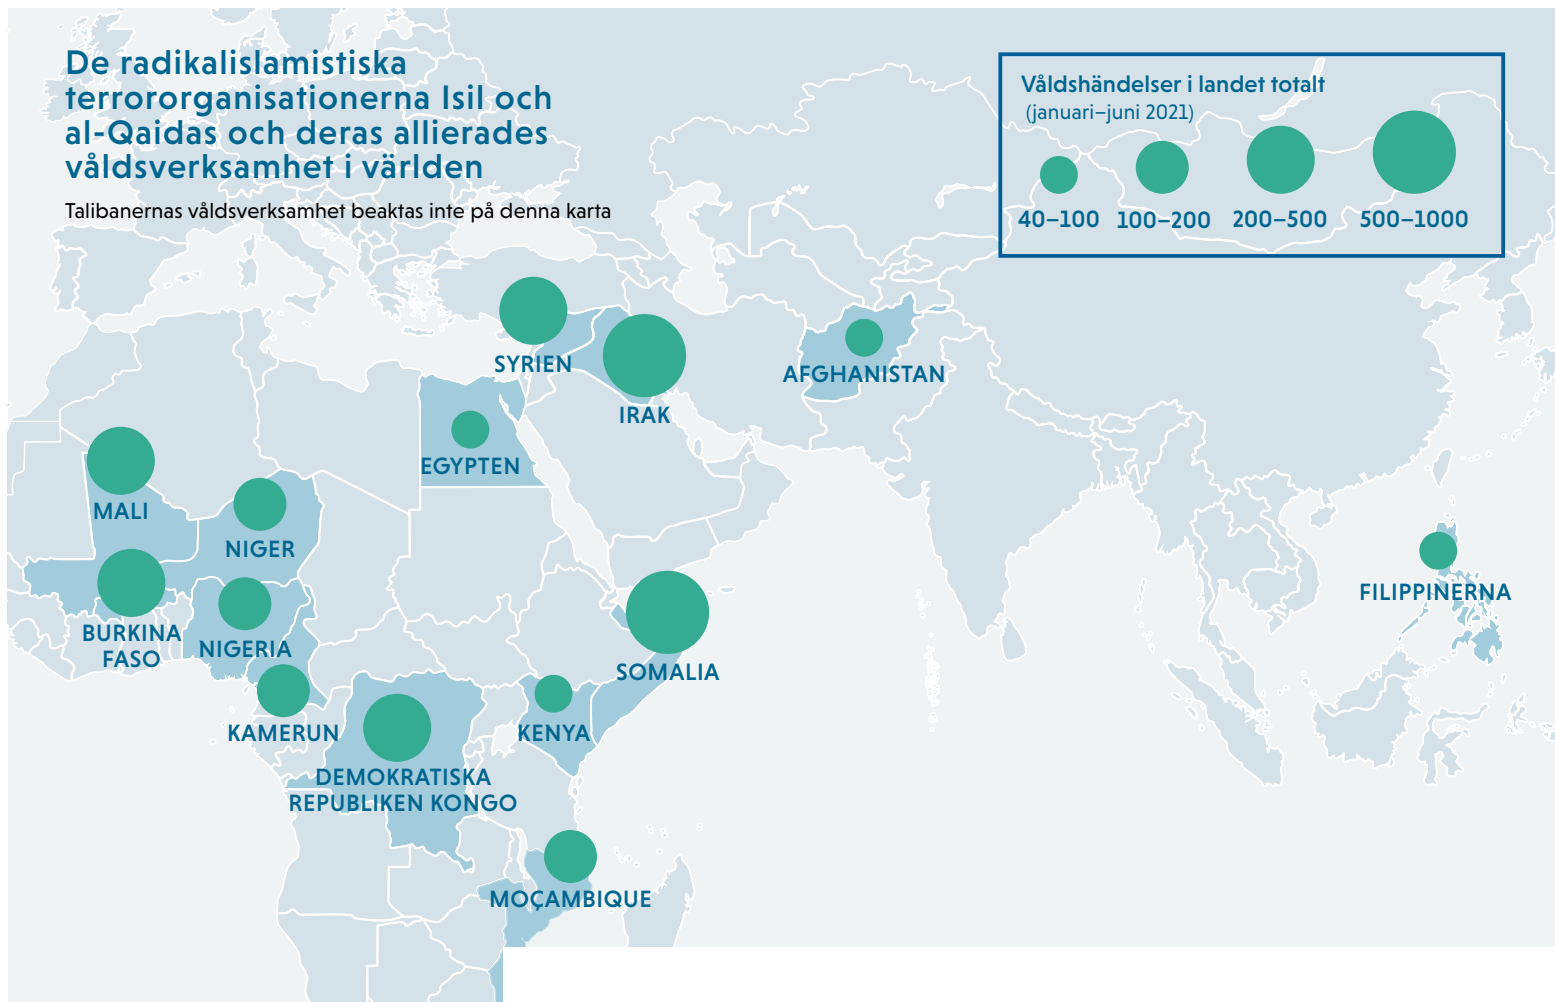 De radikalislamistiska
terrororganisationerna Isil och
al-Qaidas och deras allierades
våldsverksamhet i världen
Talibanernas våldsverksamhet beaktas inte på denna karta
Våldshändelser i landet totalt
(januari–juni 2021)
40–100 100–200 200–500 500–1000
SYRIEN
AFGHANISTAN
IRAK
EGYPTEN
MALI
NIGER
FILIPPINERNA
BURKINA
FASO
NIGERIA
SOMALIA
KAMERUN
KENYA
DEMOKRATISKA
REPUBLIKEN KONGO
MOÇAMBIQUE